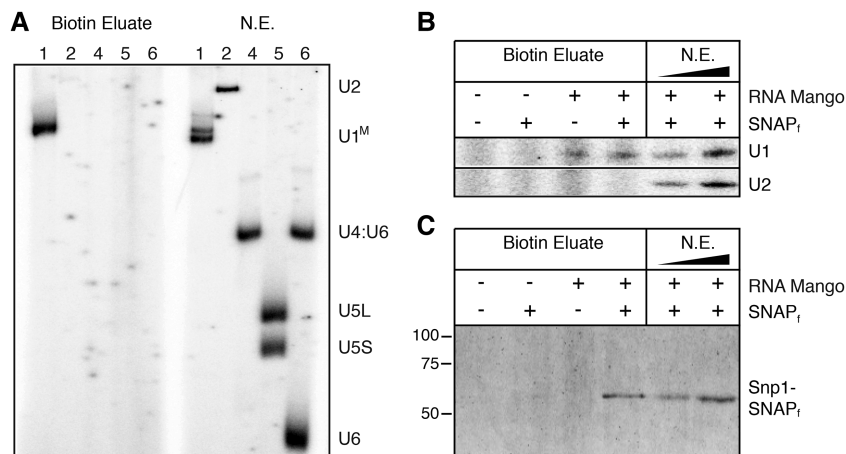 A
Biotin Eluate N.E.
1 2 4 5 6 1 2 4 5 6
U2
U1ᴹ
U4:U6
U5L
U5S
U6
B
Biotin Eluate N.E.
- - + + + + RNA Mango
- + - + + + SNAPf
U1
U2
C
Biotin Eluate N.E.
- - + + + + RNA Mango
- + - + + + SNAPf
100
75
50
Snp1-
SNAPf